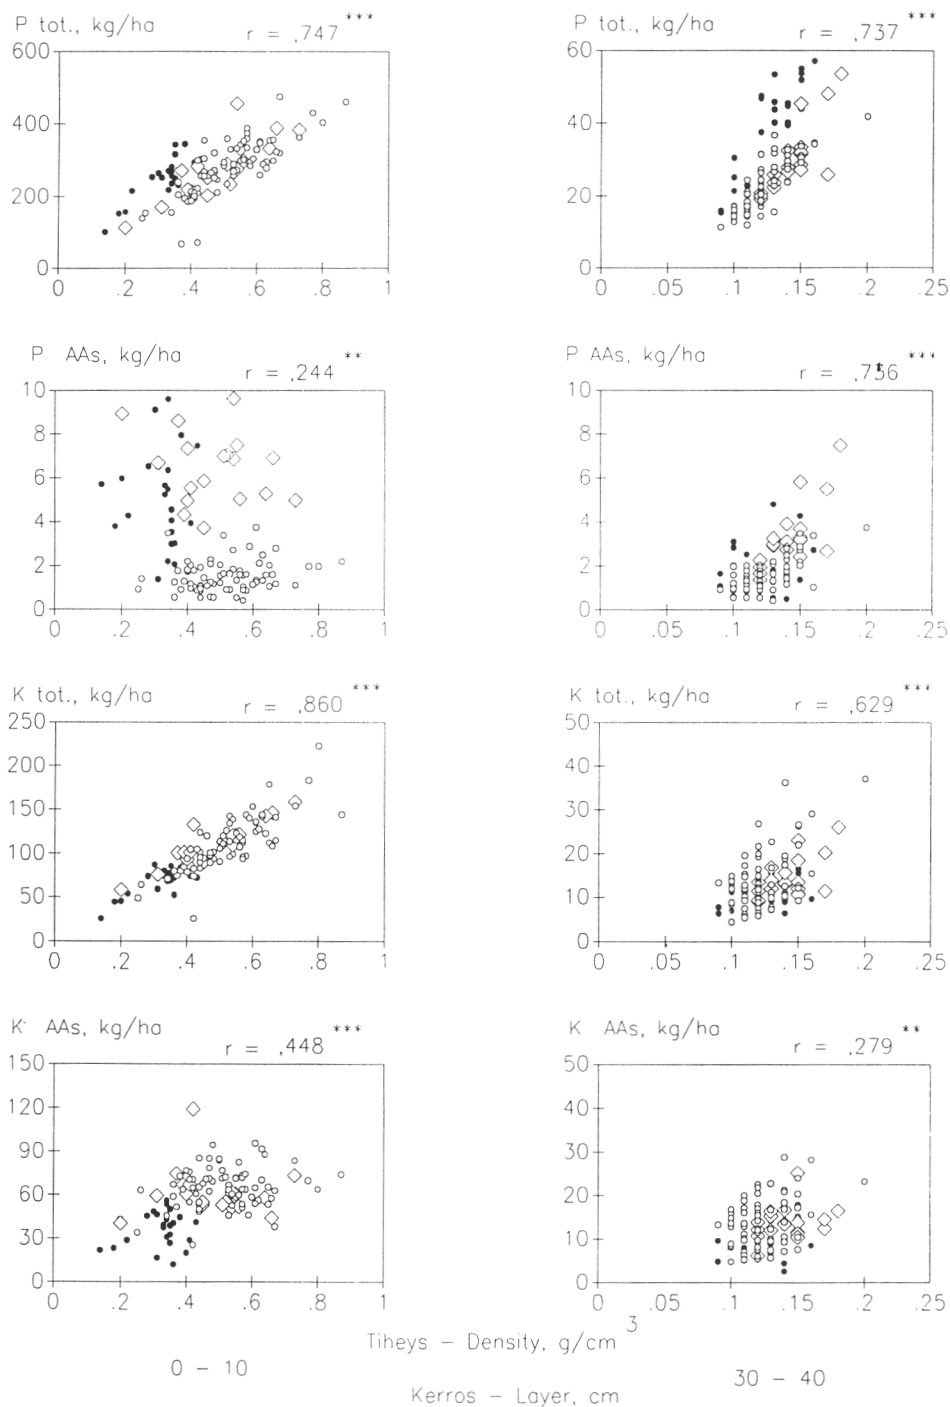 P tot., kg/ha
r = ,747 ***
600
400
300
200
0
0 .2 .4 .6 .8 1
P tot., kg/ha
r = ,737 ***
60
40
20
0
0 .05 .1 .15 .2 .25
P AAs, kg/ha
r = ,244 **
10
8
6
4
2
0
0 .2 .4 .6 .8 1
P AAs, kg/ha
r = ***
10
8
6
4
2
0
0 .05 .1 .15 .2 .25
K tot., kg/ha
r = ,860 ***
250
200
150
100
50
0
0 .2 .4 .6 .8 1
K tot., kg/ha
r = ,629 ***
50
40
30
20
10
0
0 .05 .1 .15 .2 .25
K AAs, kg/ha
r = ,448 ***
150
120
90
60
30
0
0 .2 .4 .6 .8 1
K AAs, kg/ha
r = ,279 **
50
40
30
20
10
0
0 .05 .1 .15 .2 .25
Tiheys – Density, g/cm3
0 – 10
30 – 40
Kerros – Layer, cm